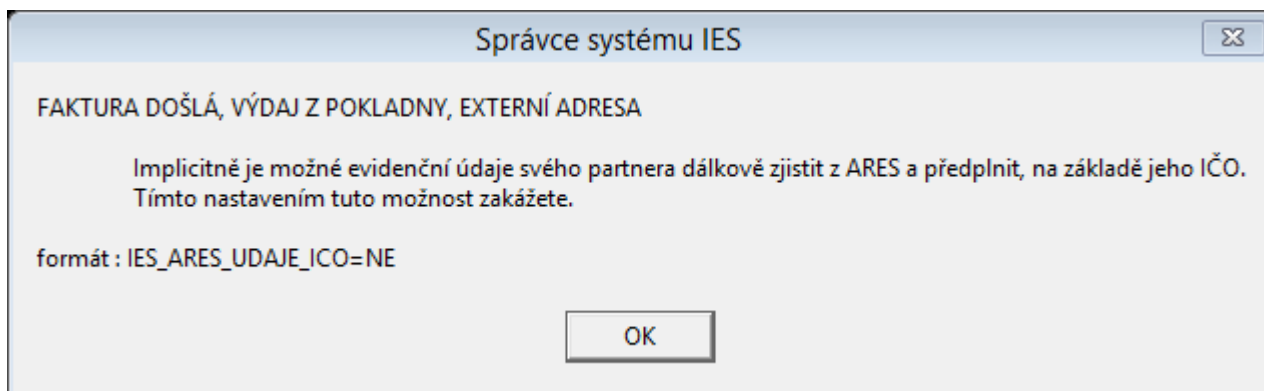 Správce systému IES
FAKTURA DOŠLÁ, VÝDAJ Z POKLADNY, EXTERNÍ ADRESA
Implicitně je možné evidenční údaje svého partnera dálkově zjistit z ARES a předplnit, na základě jeho IČO.
Tímto nastavením tuto možnost zakážete.
formát : IES_ARES_UDAJE_ICO=NE
OK